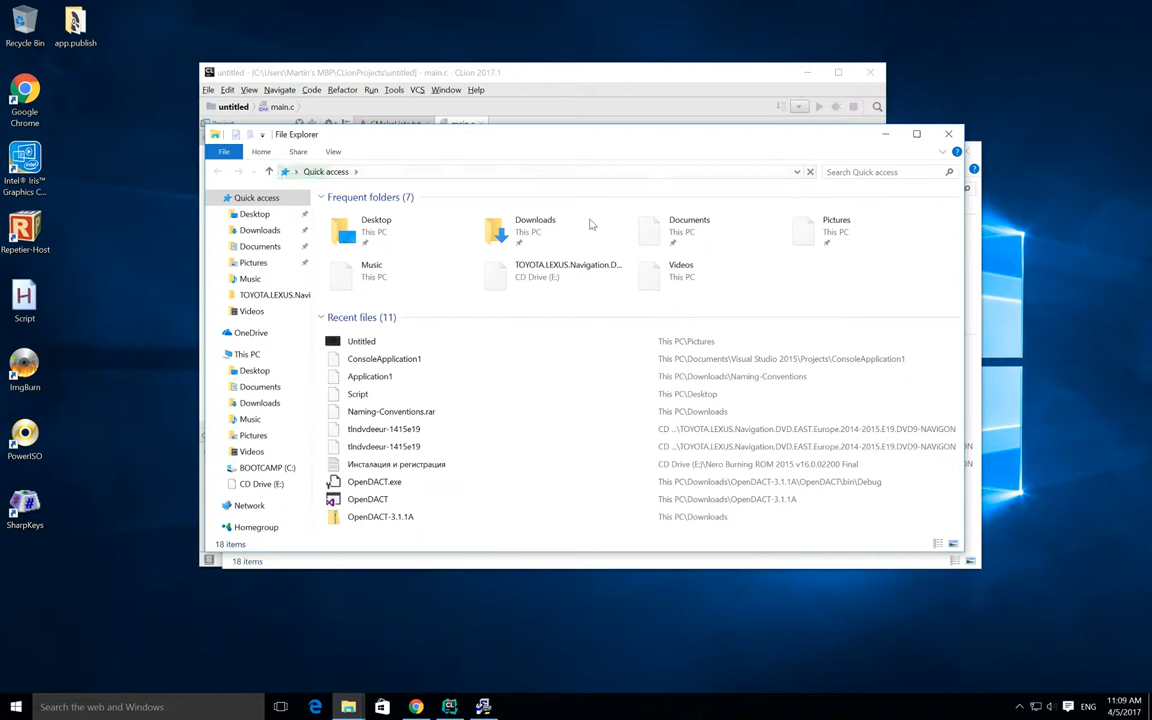 Recycle Bin
app.publish
Google
Chrome
Intel® Iris™
Graphics C...
Repetier-Host
Script
ImgBurn
PowerISO
SharpKeys
untitled - [C:\Users\Martin's MBP\CLionProjects\untitled] - main.c - CLion 2017.1
File Edit View Navigate Code Refactor Run Tools VCS Window Help
untitled main.c
File Explorer
File Home Share View
Quick access
Search Quick access
Quick access
Desktop
Downloads
Documents
Pictures
Music
TOYOTA.LEXUS.Navi
Videos
OneDrive
This PC
Desktop
Documents
Downloads
Music
Pictures
Videos
BOOTCAMP (C:)
CD Drive (E:)
Network
Homegroup
Frequent folders (7)
Desktop
This PC
Downloads
This PC
Documents
This PC
Pictures
This PC
Music
This PC
TOYOTA.LEXUS.Navigation.D...
CD Drive (E:)
Videos
This PC
Recent files (11)
Untitled This PC\Pictures
ConsoleApplication1 This PC\Documents\Visual Studio 2015\Projects\ConsoleApplication1
Application1 This PC\Downloads\Naming-Conventions
Script This PC\Desktop
Naming-Conventions.rar This PC\Downloads
tlndvdeeur-1415e19 CD ...\TOYOTA.LEXUS.Navigation.DVD.EAST.Europe.2014-2015.E19.DVD9-NAViGON
tlndvdeeur-1415e19 CD ...\TOYOTA.LEXUS.Navigation.DVD.EAST.Europe.2014-2015.E19.DVD9-NAViGON
Инсталация и регистрация CD Drive (E:)\Nero Burning ROM 2015 v16.0.02200 Final
OpenDACT.exe This PC\Downloads\OpenDACT-3.1.1A\OpenDACT\bin\Debug
OpenDACT This PC\Downloads\OpenDACT-3.1.1A
OpenDACT-3.1.1A This PC\Downloads
18 items
18 items
Search the web and Windows
ENG
11:09 AM
4/5/2017